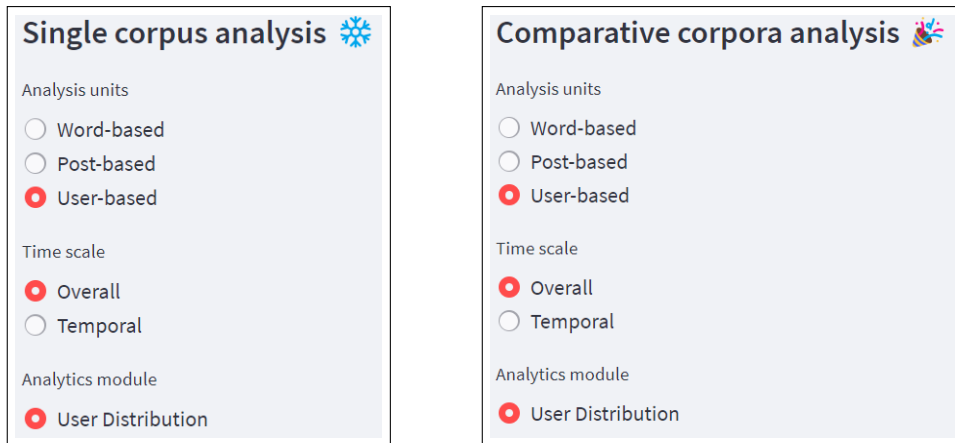 Single corpus analysis ❄️
Analysis units
Word-based
Post-based
User-based
Time scale
Overall
Temporal
Analytics module
User Distribution
Comparative corpora analysis 🎉
Analysis units
Word-based
Post-based
User-based
Time scale
Overall
Temporal
Analytics module
User Distribution